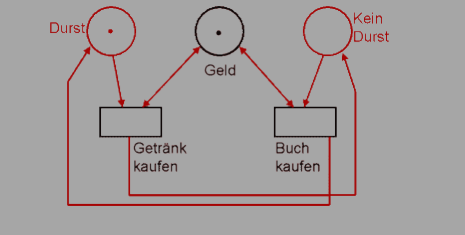 Durst
Kein
Durst
Geld
Getränk
kaufen
Buch
kaufen